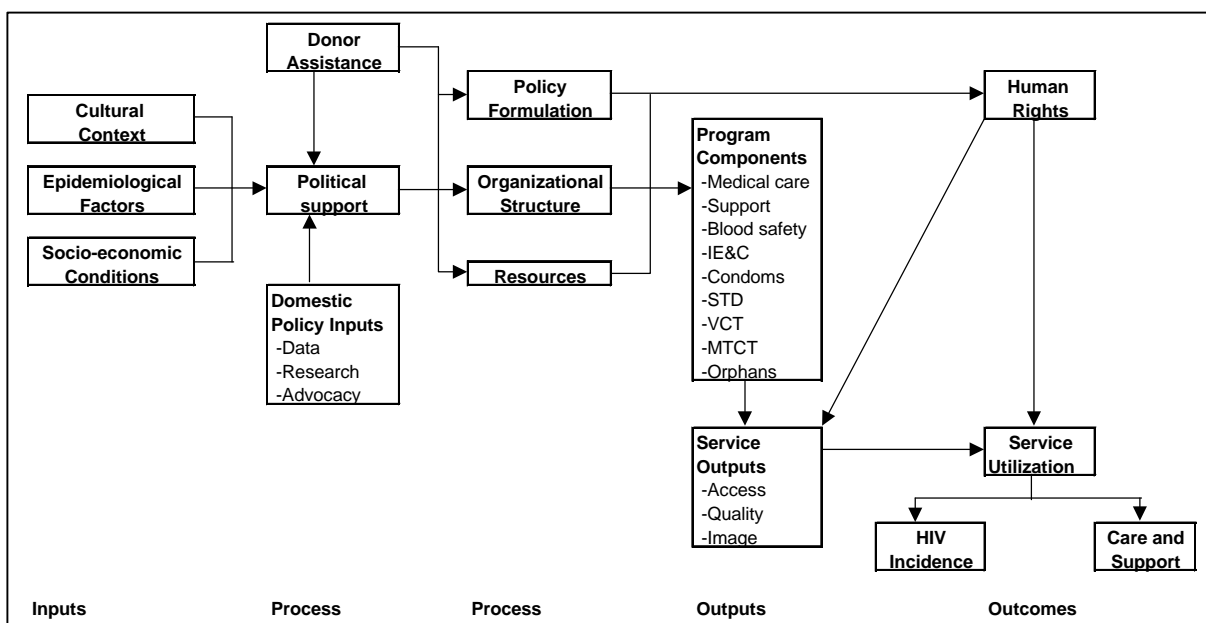 Donor
Assistance
Cultural
Context
Epidemiological
Factors
Socio-economic
Conditions
Political
support
Domestic
Policy Inputs
-Data
-Research
-Advocacy
Policy
Formulation
Organizational
Structure
Resources
Program
Components
-Medical care
-Support
-Blood safety
-IE&C
-Condoms
-STD
-VCT
-MTCT
-Orphans
Service
Outputs
-Access
-Quality
-Image
Human
Rights
Service
Utilization
HIV
Incidence
Care and
Support
Inputs
Process
Process
Outputs
Outcomes